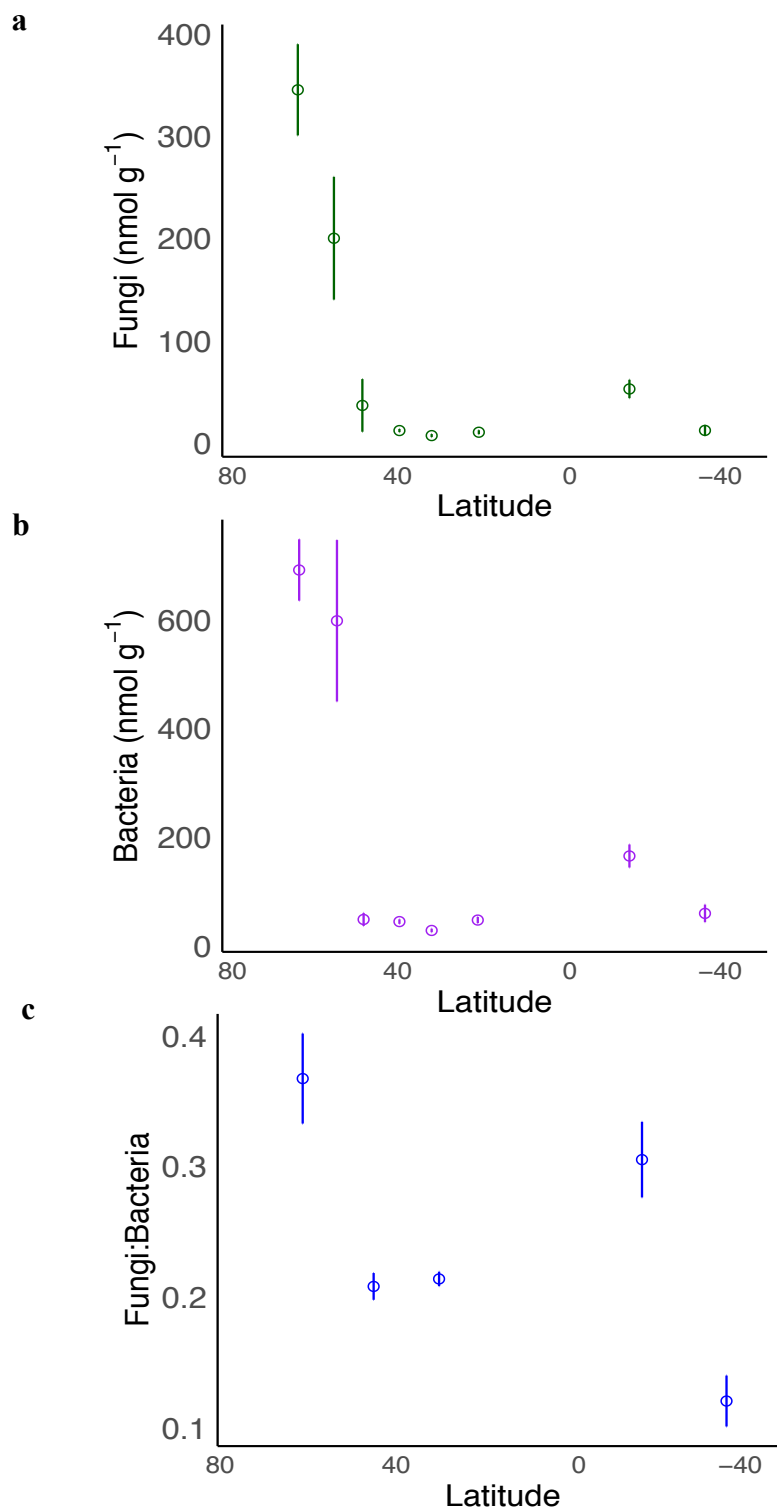 a
400
300
200
100
0
Fungi (nmol g⁻¹)
80 40 0 −40
Latitude
b
600
400
200
0
Bacteria (nmol g⁻¹)
80 40 0 −40
Latitude
c
0.4
0.3
0.2
0.1
Fungi:Bacteria
80 40 0 −40
Latitude